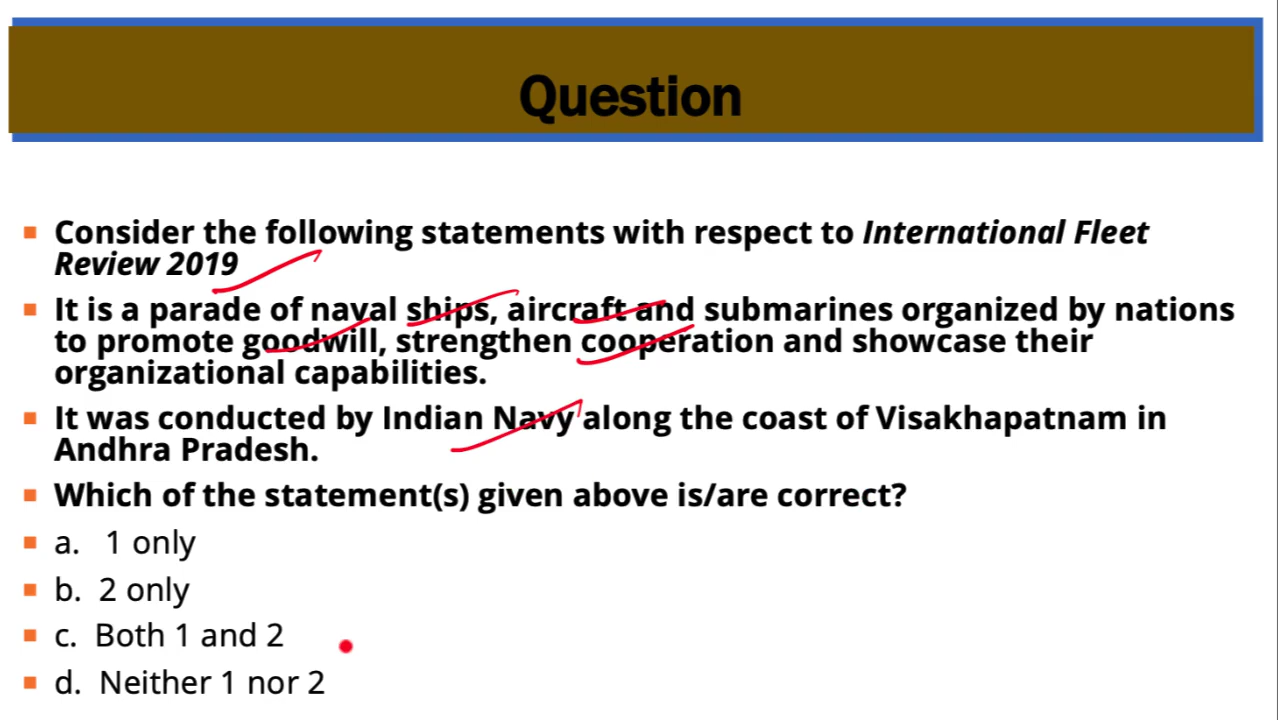 Question
Consider the following statements with respect to International Fleet
Review 2019
It is a parade of naval ships, aircraft and submarines organized by nations
to promote goodwill, strengthen cooperation and showcase their
organizational capabilities.
It was conducted by Indian Navy along the coast of Visakhapatnam in
Andhra Pradesh.
Which of the statement(s) given above is/are correct?
a. 1 only
b. 2 only
c. Both 1 and 2
d. Neither 1 nor 2